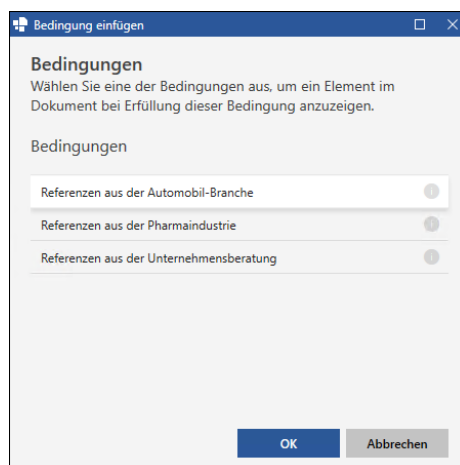 Bedingung einfügen
Bedingungen
Wählen Sie eine der Bedingungen aus, um ein Element im
Dokument bei Erfüllung dieser Bedingung anzuzeigen.
Bedingungen
Referenzen aus der Automobil-Branche
Referenzen aus der Pharmaindustrie
Referenzen aus der Unternehmensberatung
OK Abbrechen